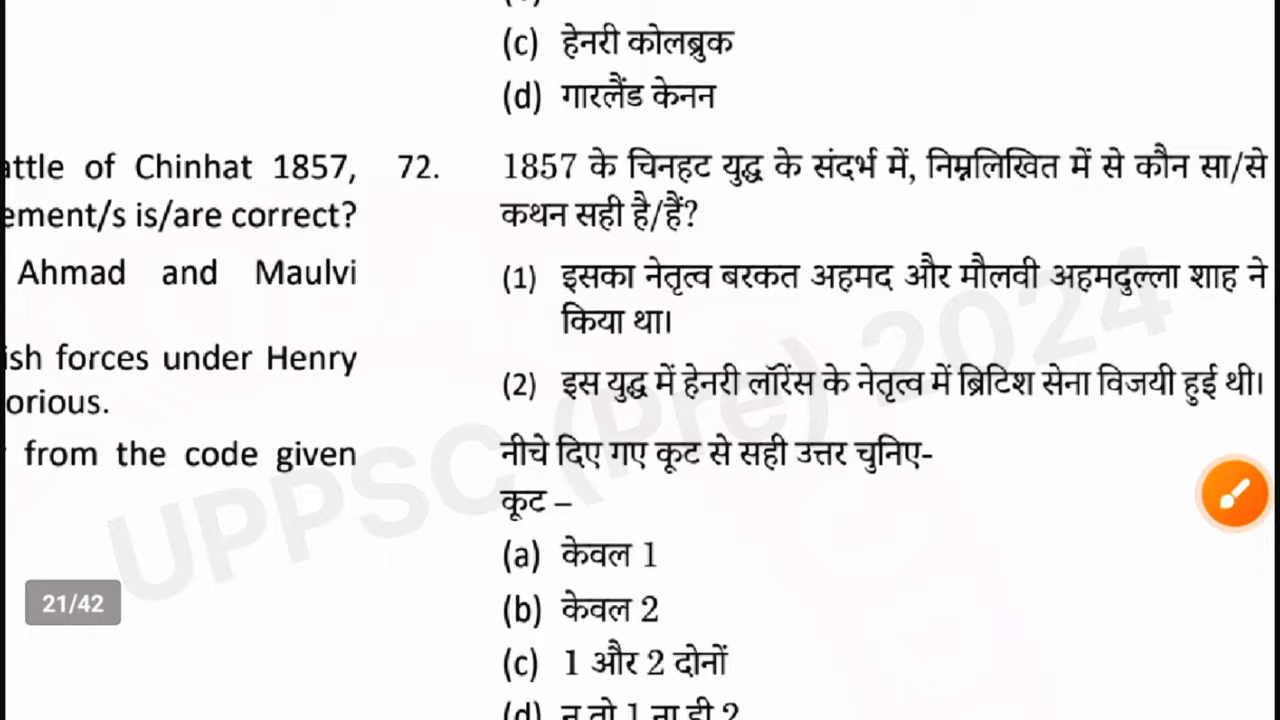 (c) हेनरी कोलब्रुक
(d) गारलैंड केनन
attle of Chinhat 1857,
ement/s is/are correct?
Ahmad and Maulvi
ish forces under Henry
orious.
from the code given
72. 1857 के चिनहट युद्ध के संदर्भ में, निम्नलिखित में से कौन सा/से
कथन सही है/हैं?
(1) इसका नेतृत्व बरकत अहमद और मौलवी अहमदुल्ला शाह ने
किया था।
(2) इस युद्ध में हेनरी लॉरेंस के नेतृत्व में ब्रिटिश सेना विजयी हुई थी।
नीचे दिए गए कूट से सही उत्तर चुनिए-
कूट –
(a) केवल 1
(b) केवल 2
(c) 1 और 2 दोनों
(d) न तो 1 ना ही 2
UPPSC (Pre) 2024
21/42